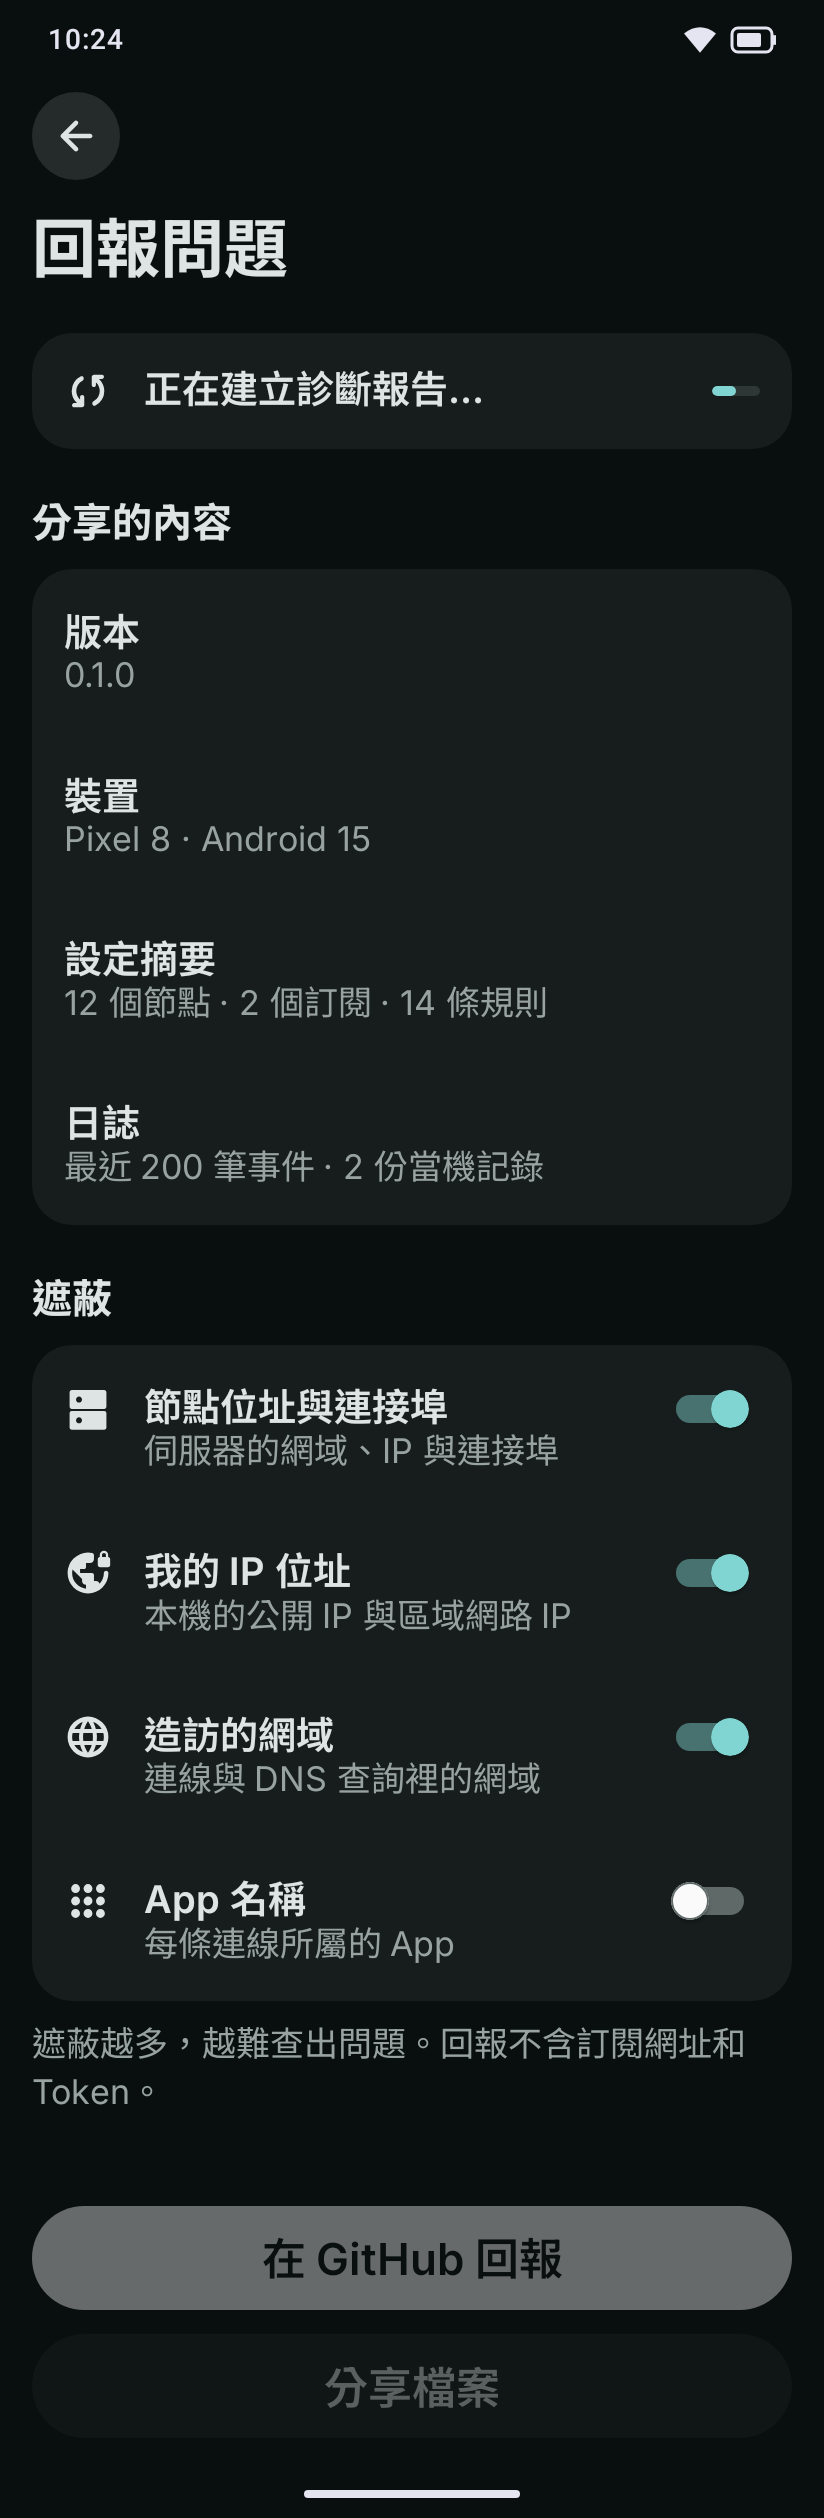 10:24
回報問題
正在建立診斷報告...
分享的內容
版本
0.1.0
裝置
Pixel 8 · Android 15
設定摘要
12 個節點 · 2 個訂閱 · 14 條規則
日誌
最近 200 筆事件 · 2 份當機記錄
遮蔽
節點位址與連接埠
伺服器的網域、IP 與連接埠
我的 IP 位址
本機的公開 IP 與區域網路 IP
造訪的網域
連線與 DNS 查詢裡的網域
App 名稱
每條連線所屬的 App
遮蔽越多，越難查出問題。回報不含訂閱網址和
Token。
在 GitHub 回報
分享檔案